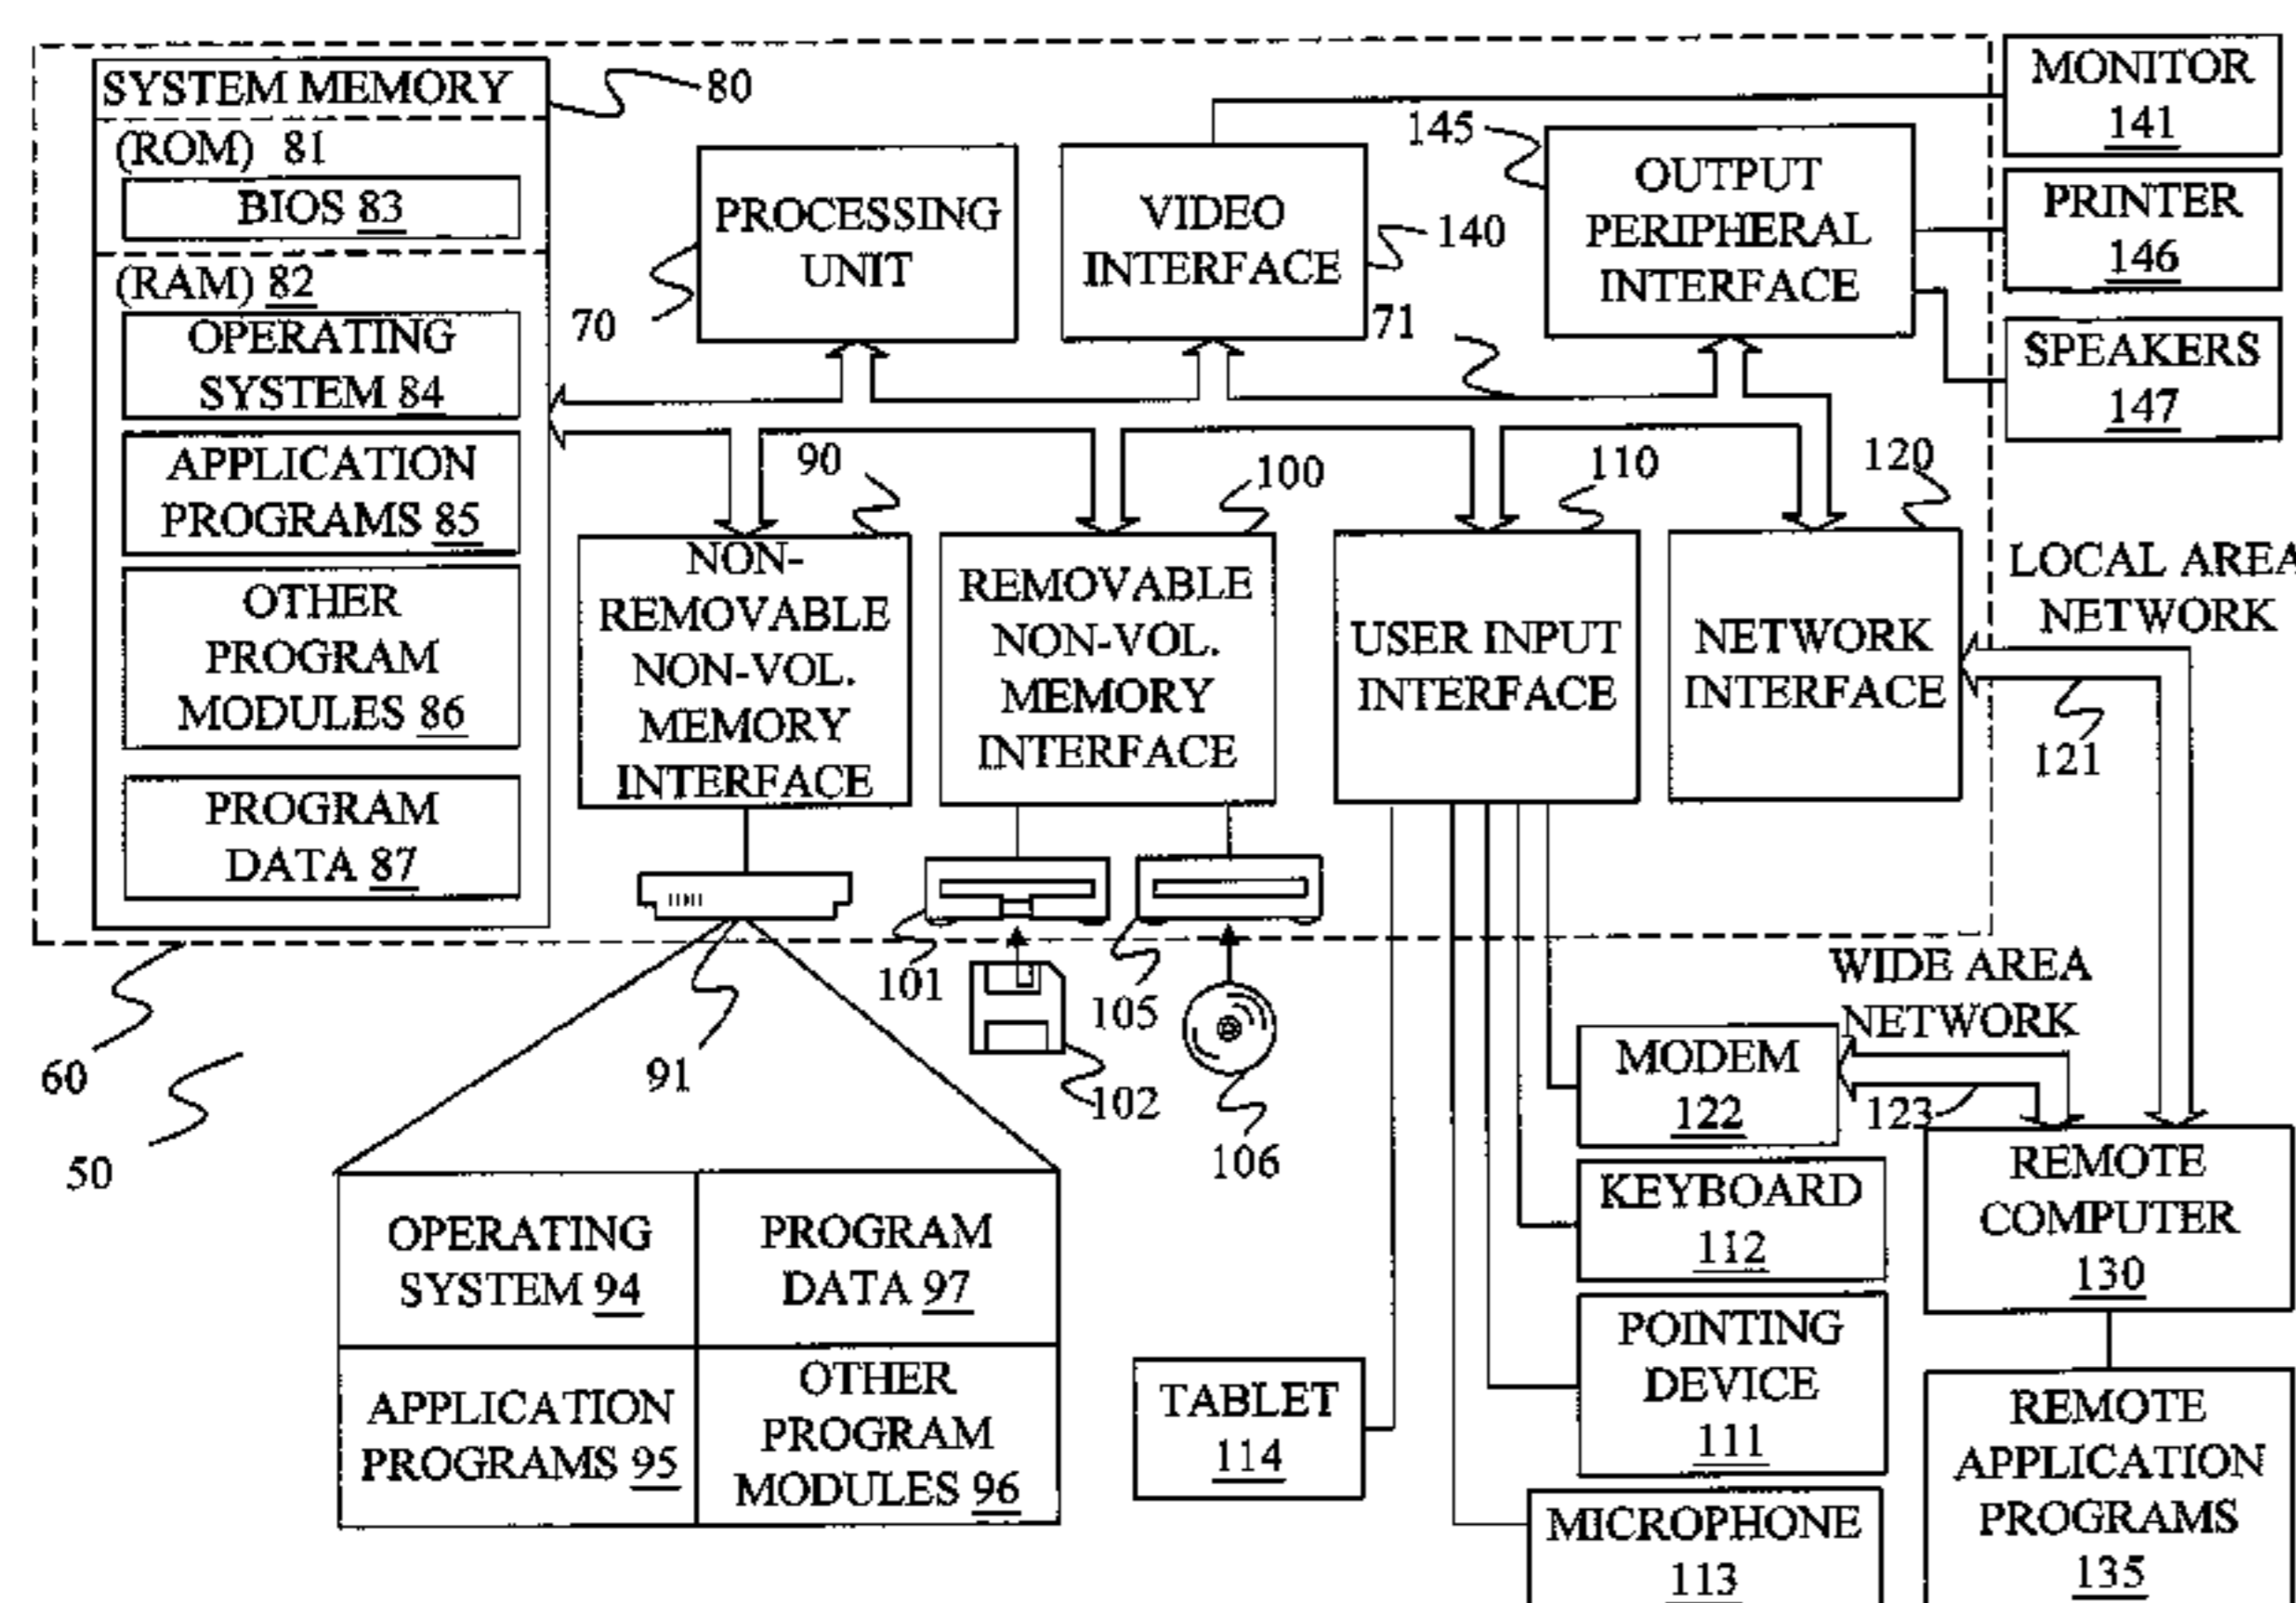 SYSTEM MEMORY
80
(ROM) 81
BIOS 83
(RAM) 82
OPERATING
SYSTEM 84
APPLICATION
PROGRAMS 85
OTHER
PROGRAM
MODULES 86
PROGRAM
DATA 87
PROCESSING
UNIT
70
VIDEO
INTERFACE
140
71
145
OUTPUT
PERIPHERAL
INTERFACE
MONITOR
141
PRINTER
146
SPEAKERS
147
90
NON-
REMOVABLE
NON-VOL.
MEMORY
INTERFACE
100
REMOVABLE
NON-VOL.
MEMORY
INTERFACE
110
USER INPUT
INTERFACE
120
NETWORK
INTERFACE
LOCAL AREA
NETWORK
121
60
50
91
101
102
105
106
WIDE AREA
NETWORK
MODEM
122
123
KEYBOARD
112
POINTING
DEVICE
111
MICROPHONE
113
TABLET
114
REMOTE
COMPUTER
130
REMOTE
APPLICATION
PROGRAMS
135
OPERATING
SYSTEM 94
PROGRAM
DATA 97
APPLICATION
PROGRAMS 95
OTHER
PROGRAM
MODULES 96